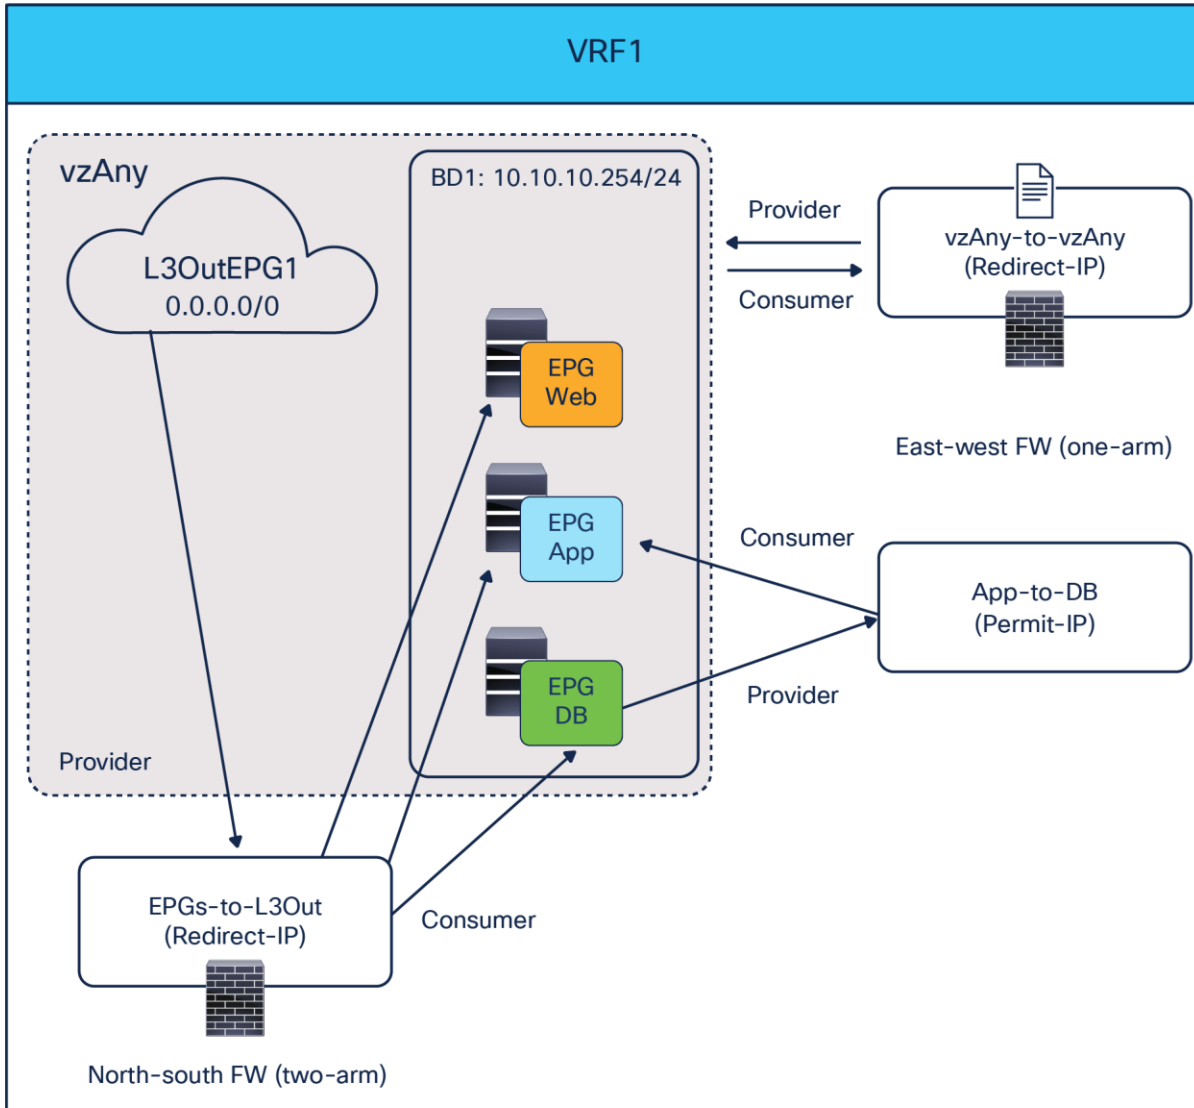 VRF1
vzAny
BD1: 10.10.10.254/24
L3OutEPG1
0.0.0.0/0
Provider
vzAny-to-vzAny
(Redirect-IP)
Consumer
EPG
Web
East-west FW (one-arm)
EPG
App
Consumer
App-to-DB
(Permit-IP)
EPG
DB
Provider
Provider
EPGs-to-L3Out
(Redirect-IP)
Consumer
North-south FW (two-arm)